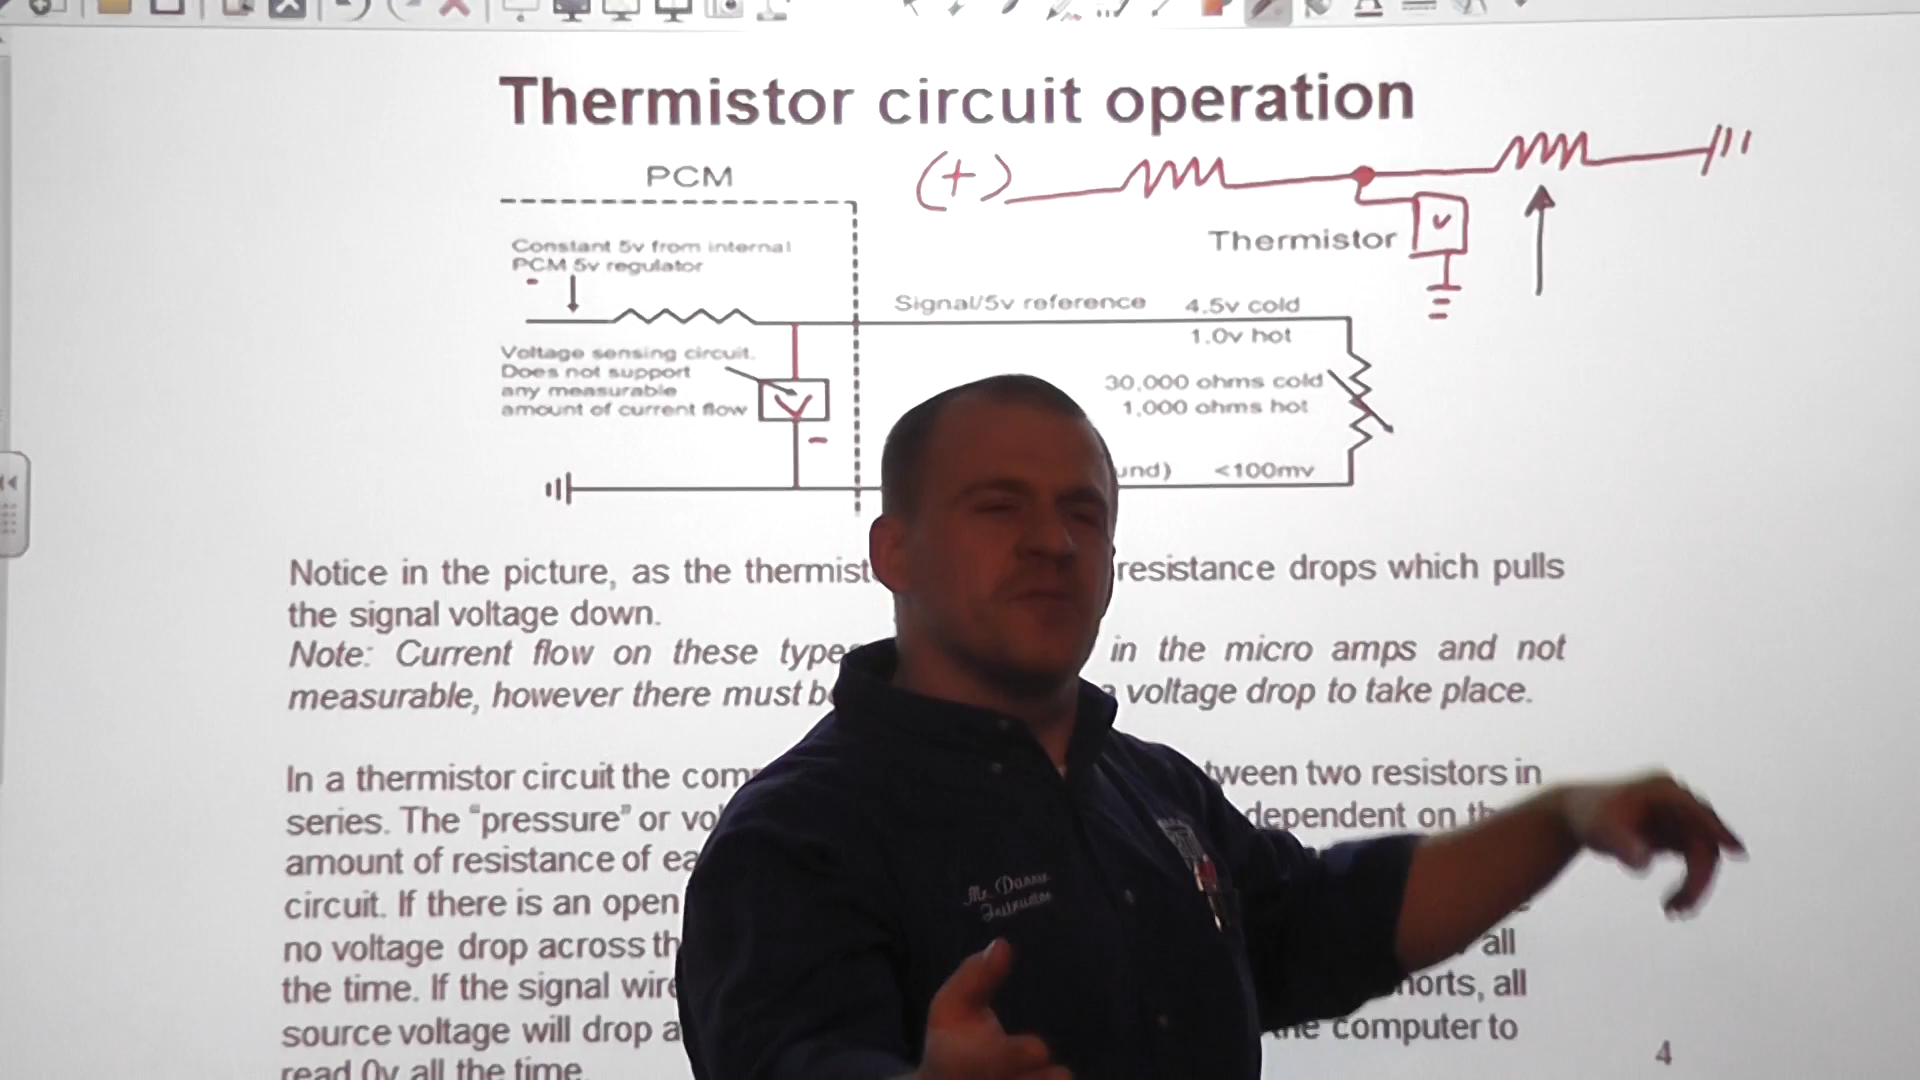 Thermistor circuit operation
(+)
PCM
V
Thermistor
Constant 5v from internal
PCM 5v regulator
Signal/5v reference 4.5v cold
1.0v hot
Voltage sensing circuit.
Does not support
any measurable
amount of current flow
V
30,000 ohms cold
1,000 ohms hot
und) <100mv
Notice in the picture, as the thermist resistance drops which pulls
the signal voltage down.
Note: Current flow on these type in the micro amps and not
measurable, however there must b a voltage drop to take place.
In a thermistor circuit the com tween two resistors in
series. The "pressure" or vol dependent on th
amount of resistance of ea
circuit. If there is an open
no voltage drop across th all
the time. If the signal wire horts, all
source voltage will drop a the computer to
read 0v all the time.
Mr. Danner
Instructor
4